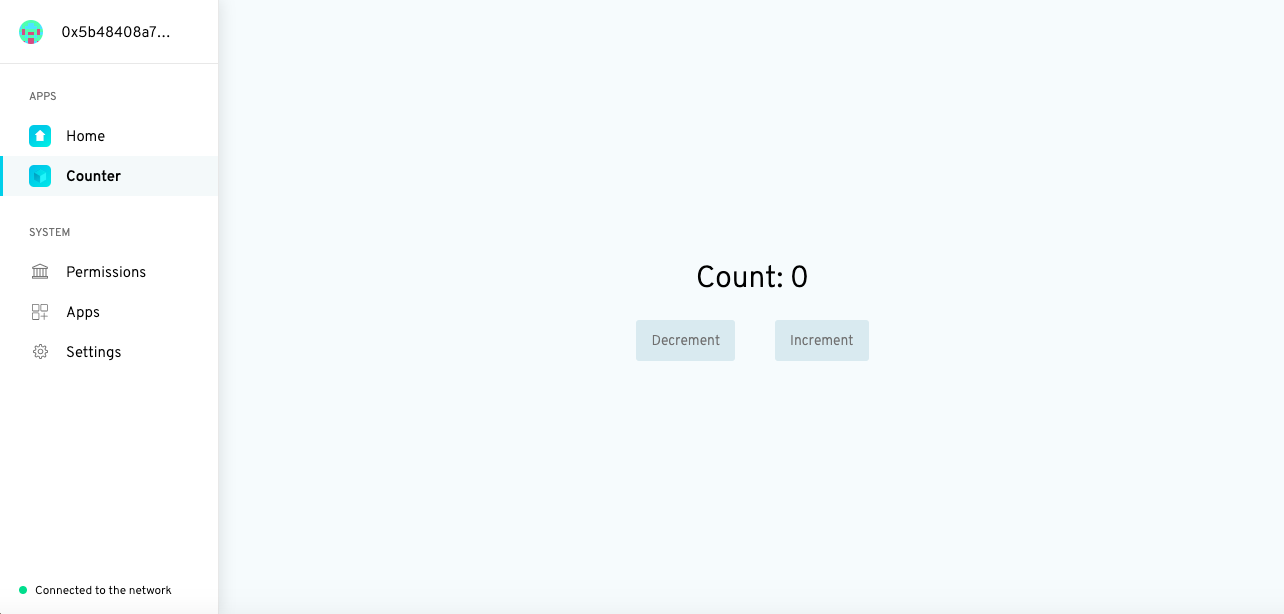 0x5b48408a7...
APPS
Home
Counter
SYSTEM
Permissions
Apps
Settings
Connected to the network
Count: 0
Decrement
Increment